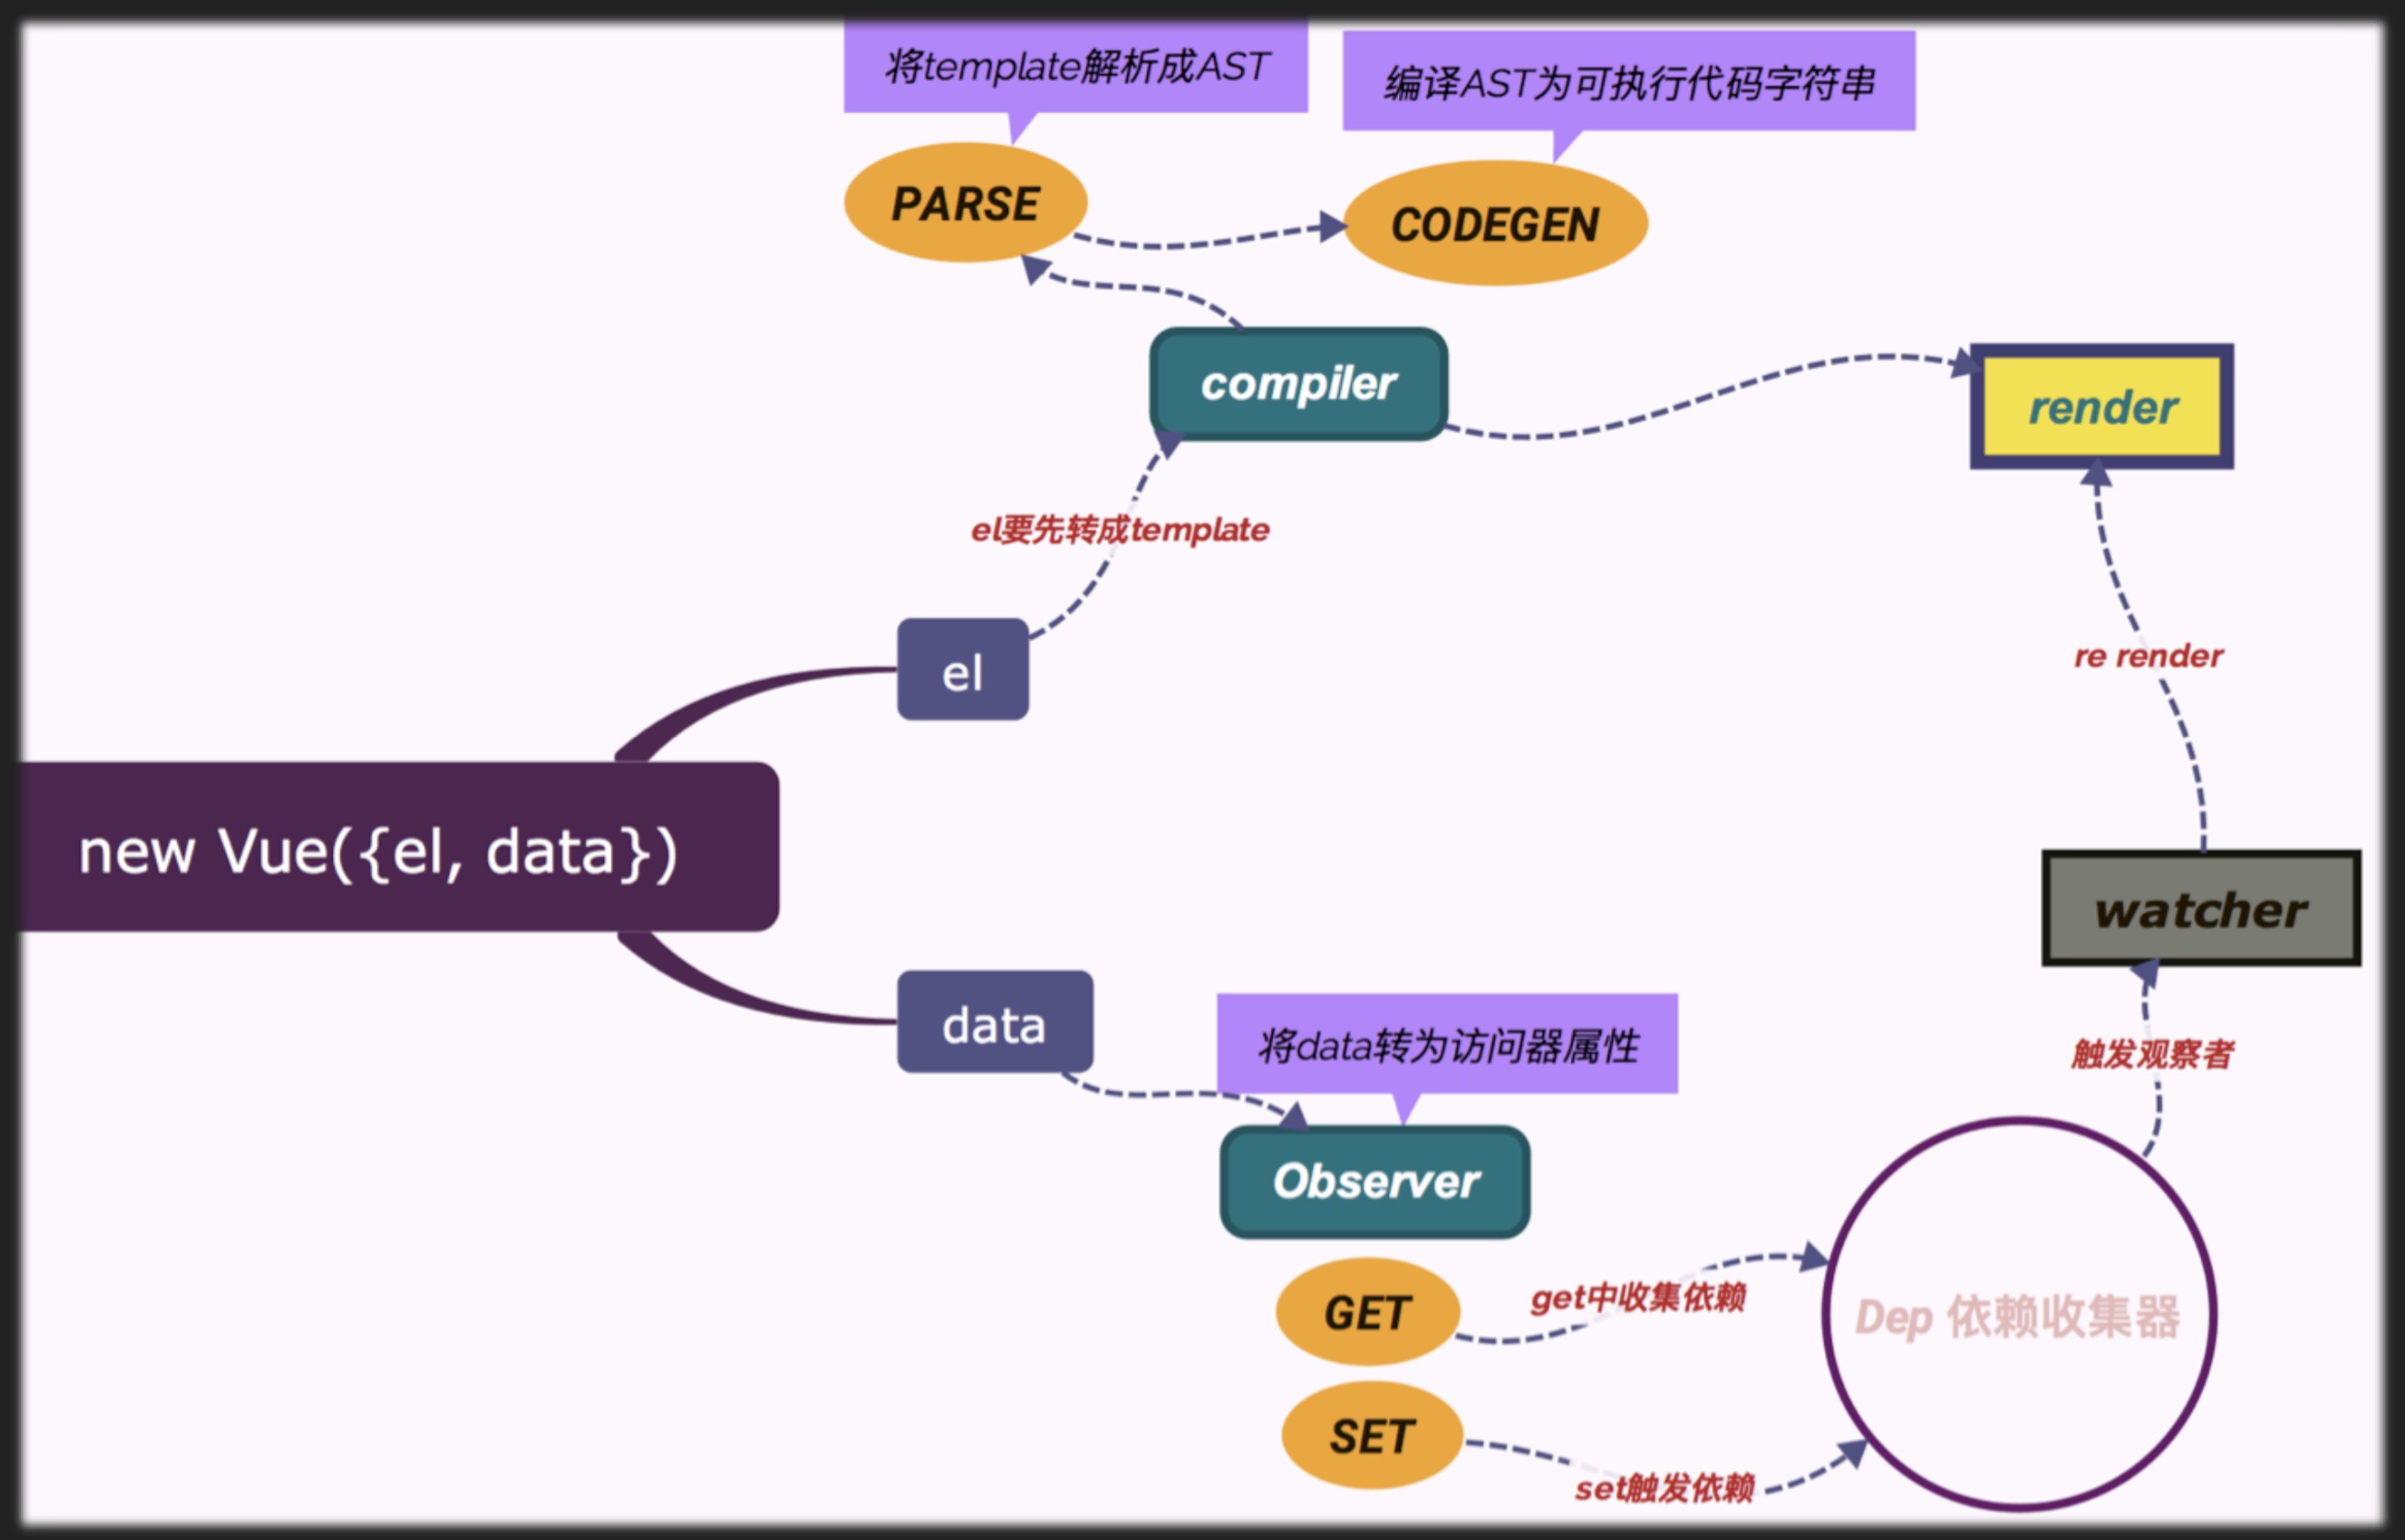 将template解析成AST
编译AST为可执行代码字符串
PARSE
CODEGEN
compiler
render
el要先转成template
el
re render
new Vue({el, data})
watcher
data
将data转为访问器属性
触发观察者
Observer
get中收集依赖
GET
Dep 依赖收集器
SET
set触发依赖